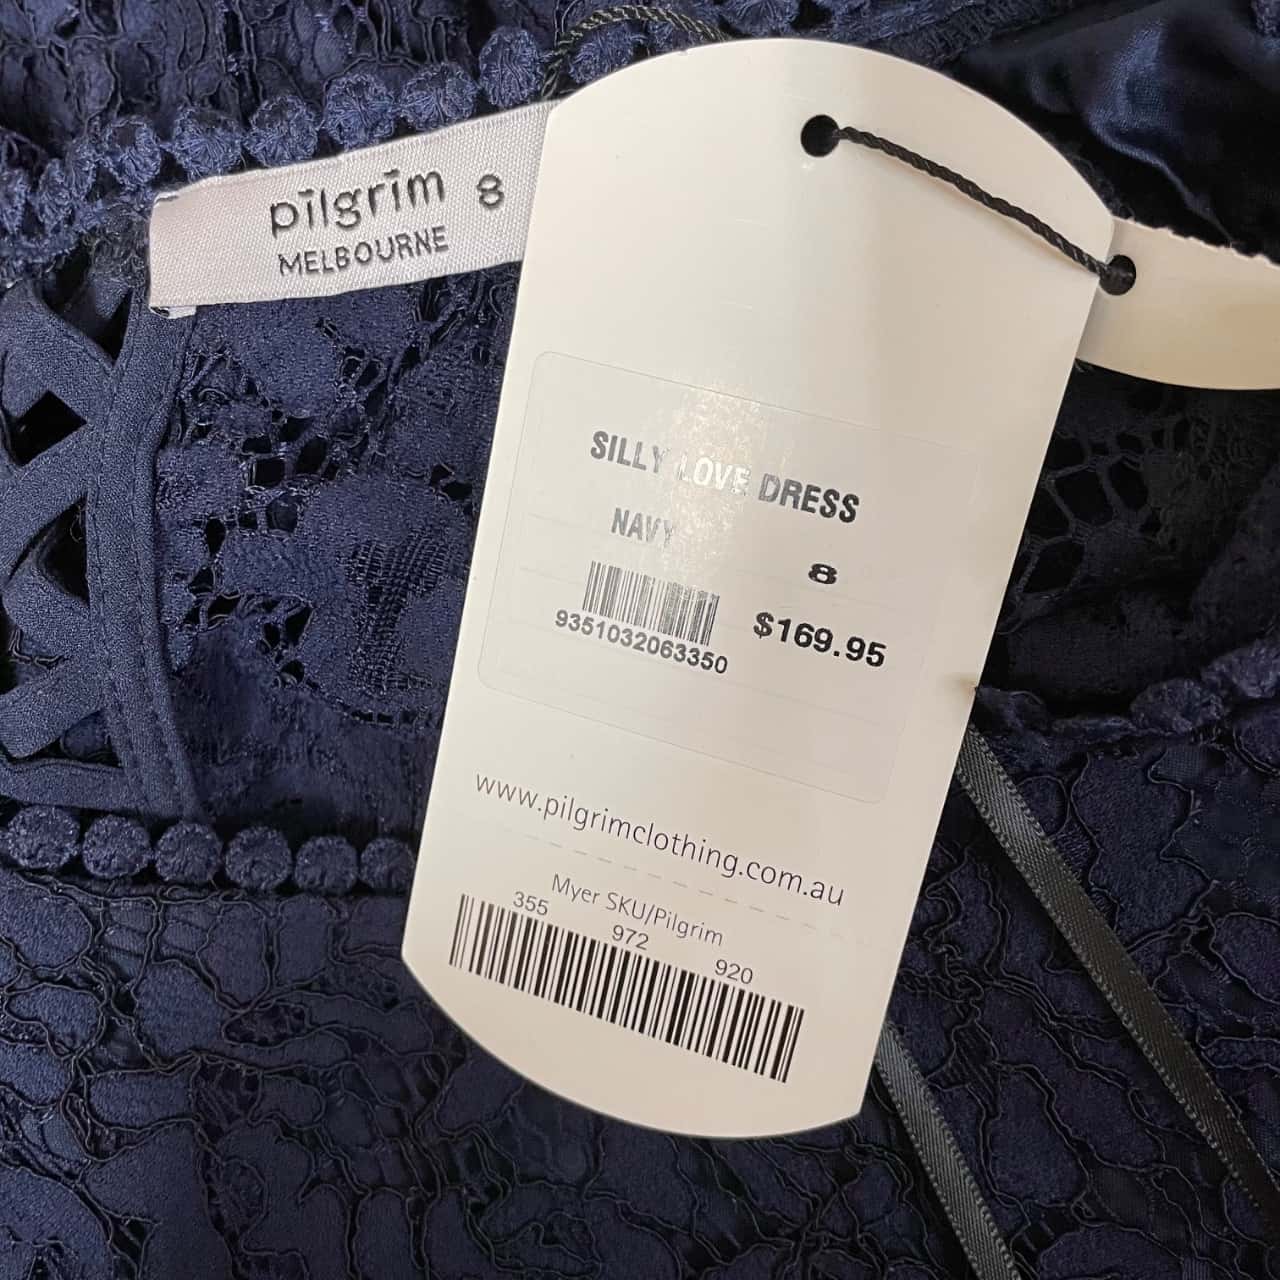 pīlgrīm 8
MELBOURNE
SILLY LOVE DRESS
NAVY
8
9351032063350
$169.95
www.pilgrimclothing.com.au
Myer SKU/Pilgrim
355
972
920